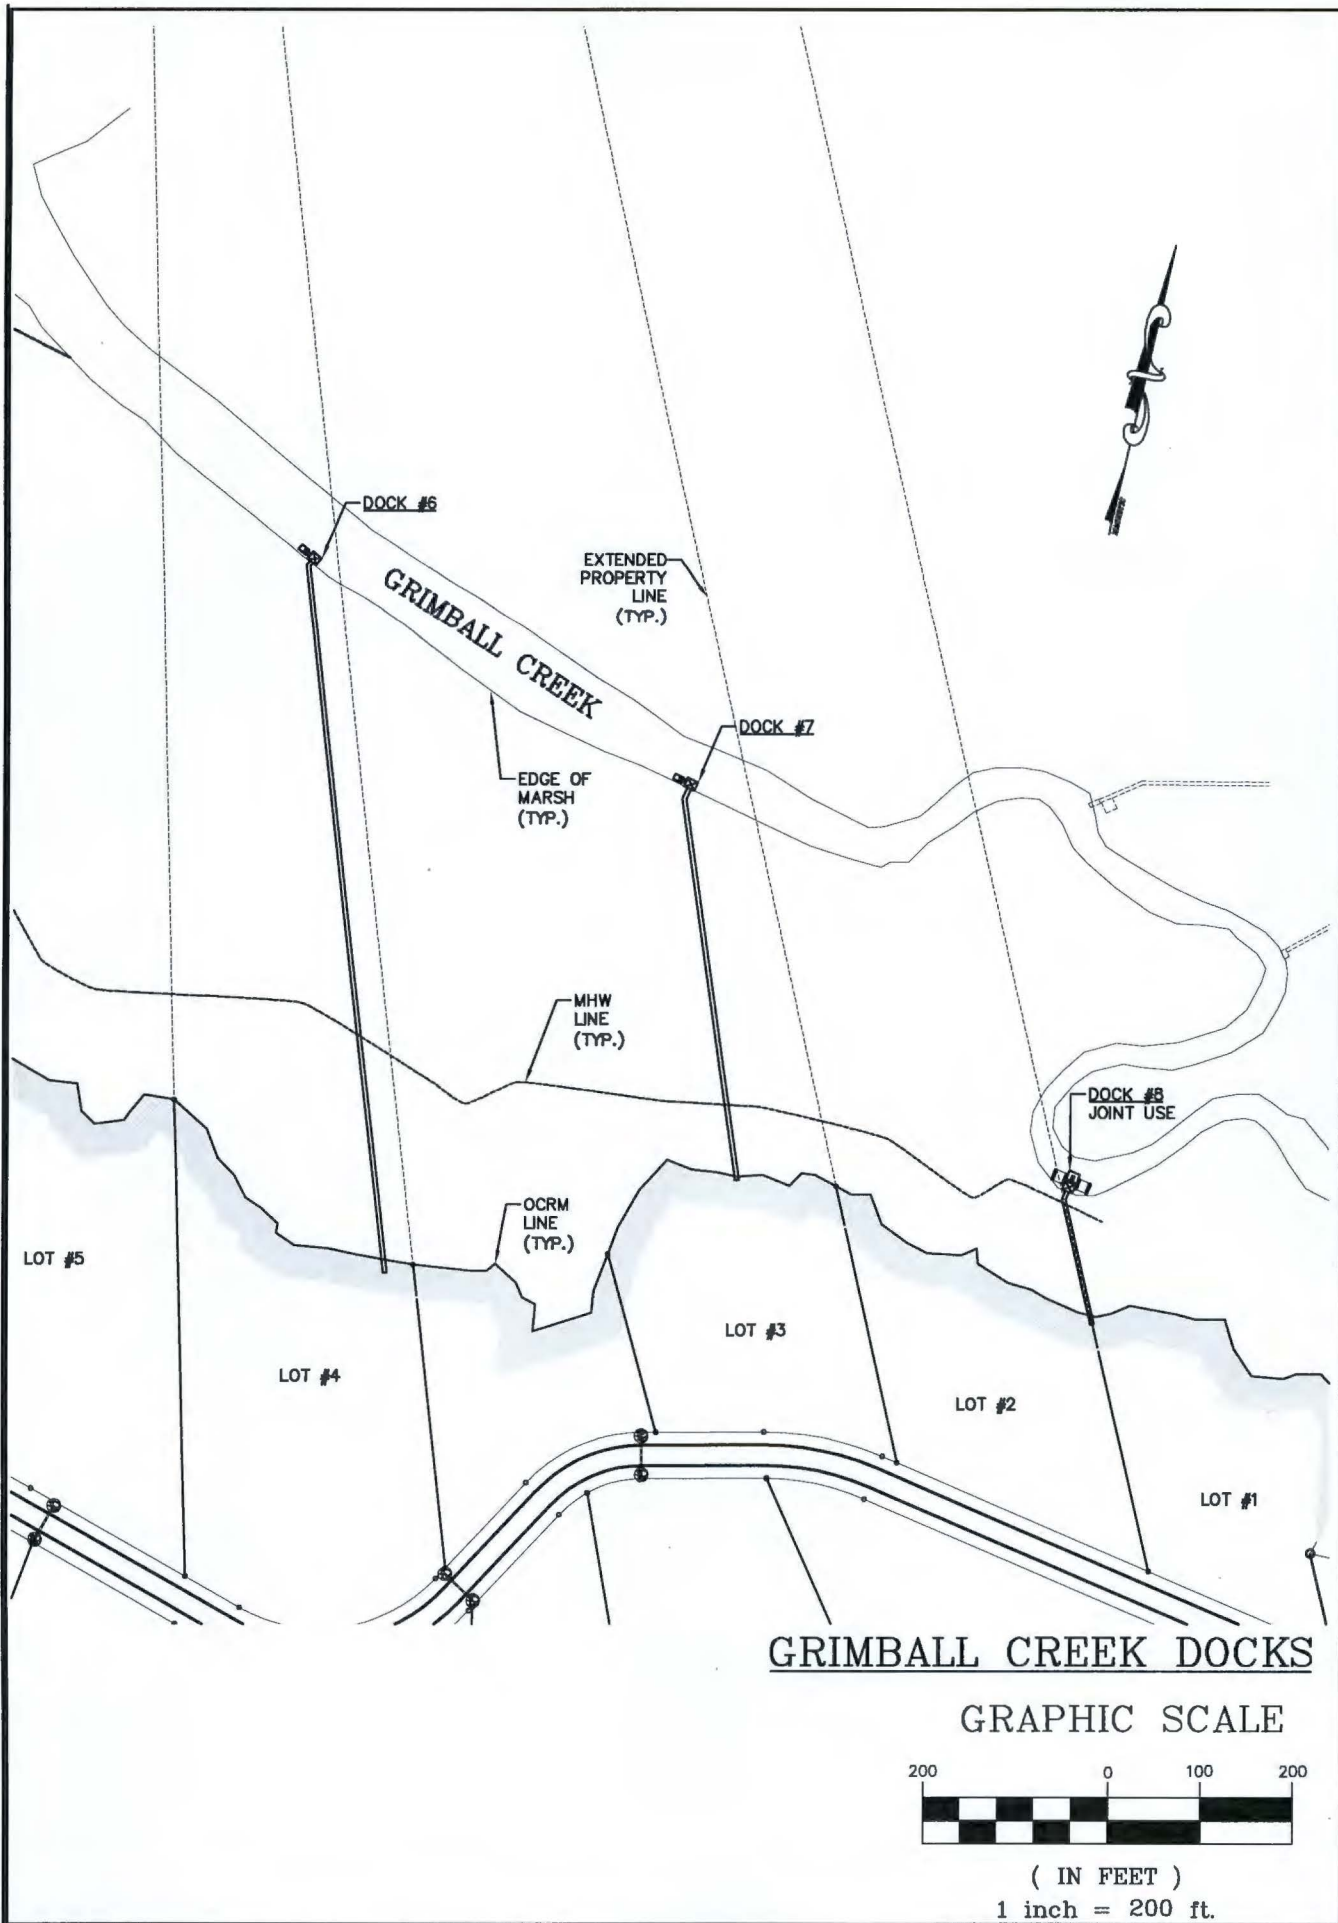 DOCK #6
GRIMBALL CREEK
EXTENDED
PROPERTY
LINE
(TYP.)
DOCK #7
EDGE OF
MARSH
(TYP.)
MHW
LINE
(TYP.)
DOCK #8
JOINT USE
OCRM
LINE
(TYP.)
LOT #5
LOT #4
LOT #3
LOT #2
LOT #1
GRIMBALL CREEK DOCKS
GRAPHIC SCALE
200 0 100 200
( IN FEET )
1 inch = 200 ft.